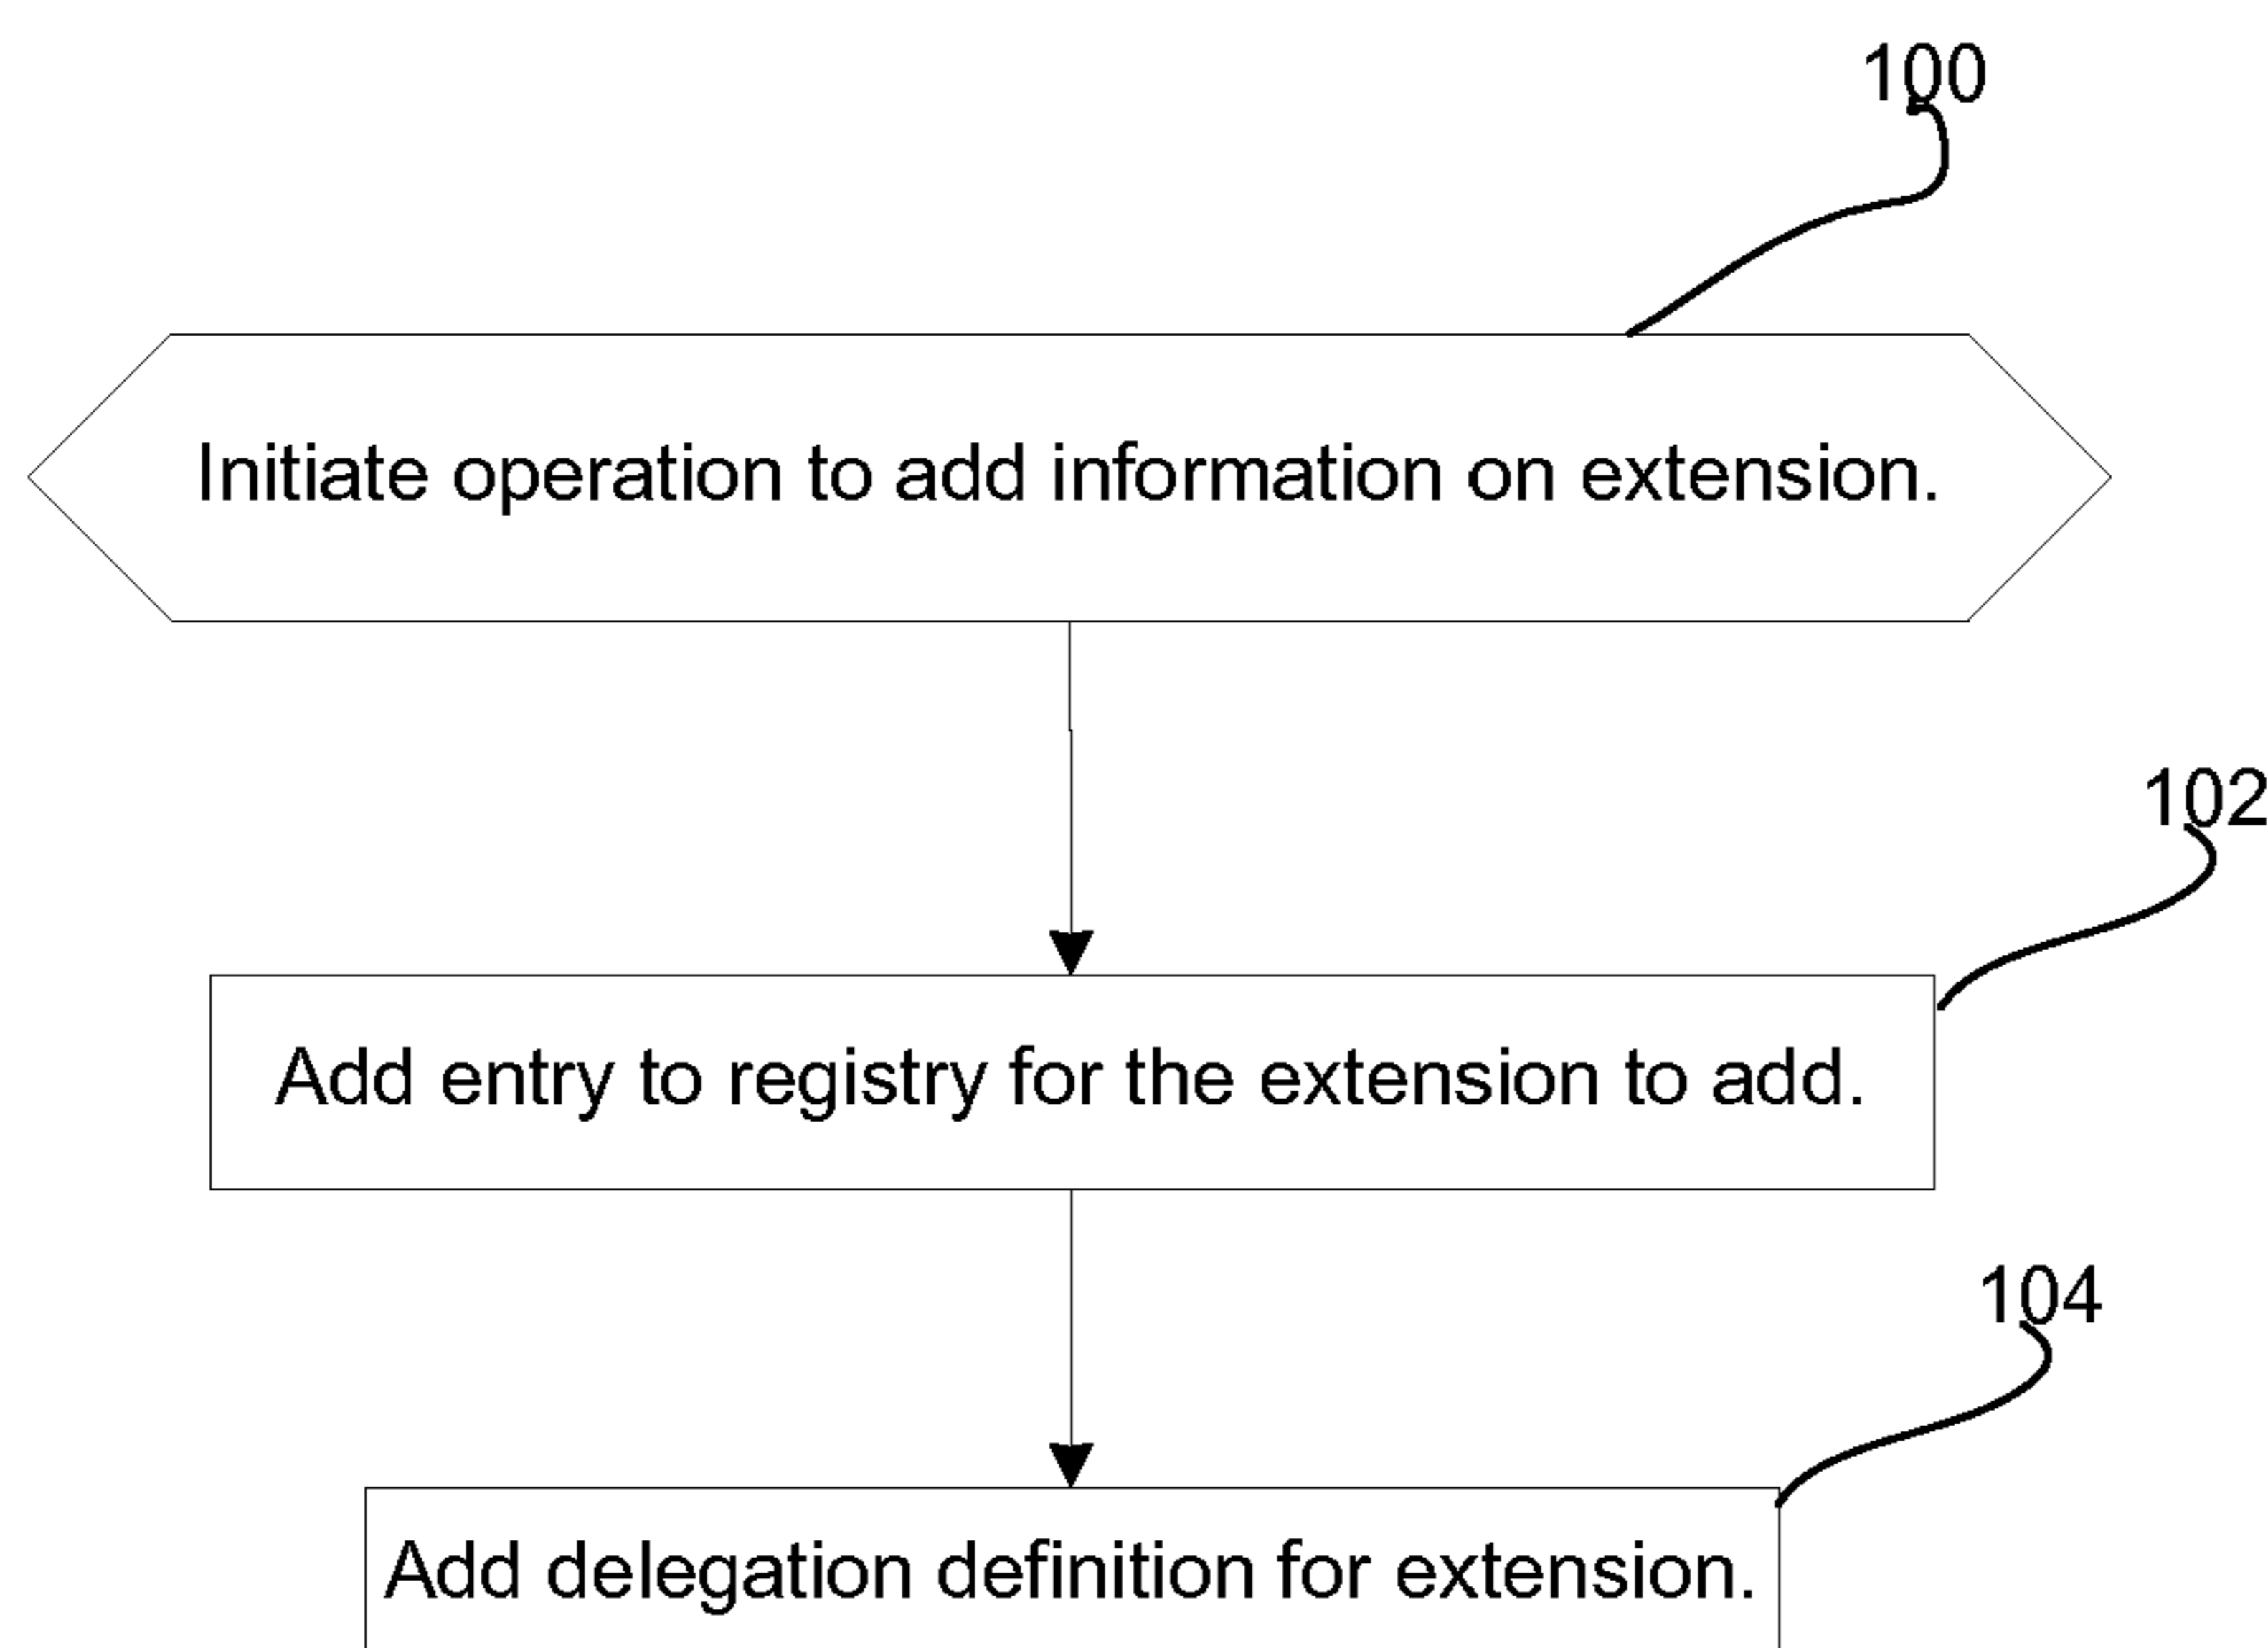 100
Initiate operation to add information on extension.
102
Add entry to registry for the extension to add.
104
Add delegation definition for extension.